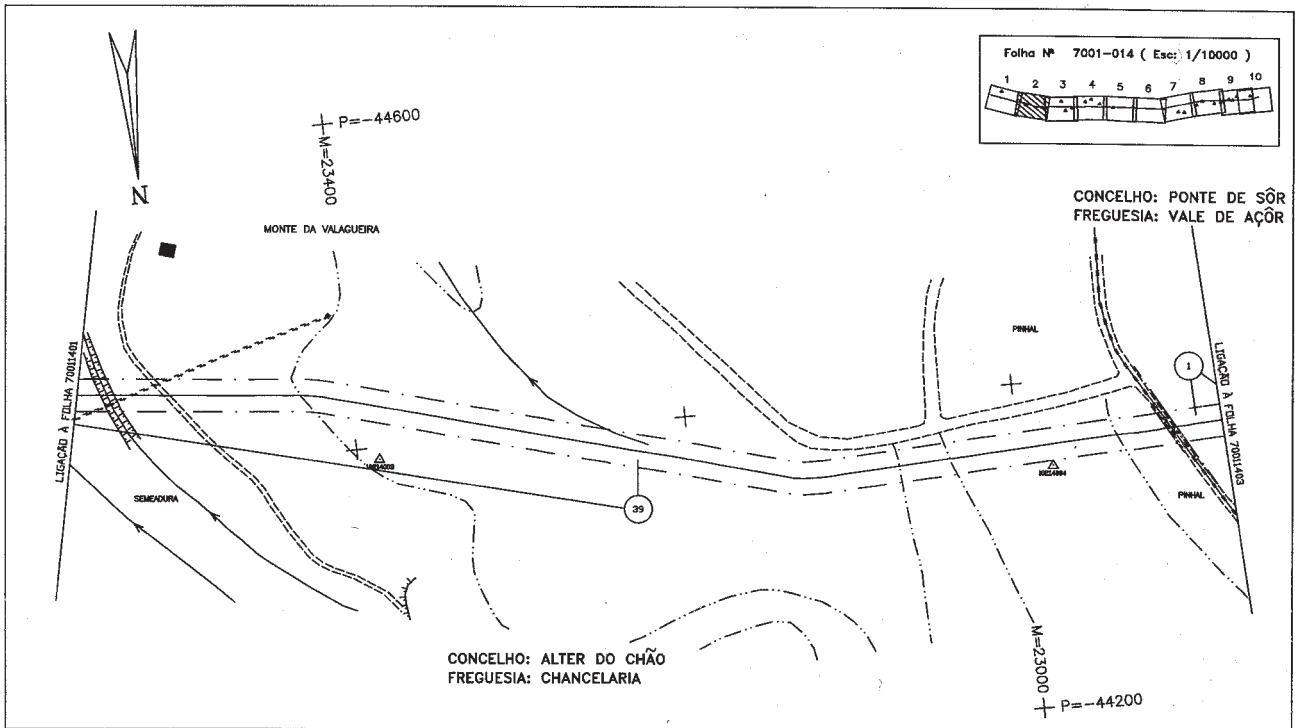 Folha Nº 7001-014 ( Esc: 1/10000 )
1 2 3 4 5 6 7 8 9 10
P=-44600
M=23400
N
CONCELHO: PONTE DE SÔR
FREGUESIA: VALE DE AÇÔR
MONTE DA VALAGUEIRA
PINHAL
LIGAÇÃO À FOLHA 70011401
1
LIGAÇÃO À FOLHA 70011403
SEMEADURA
39
PINHAL
CONCELHO: ALTER DO CHÃO
FREGUESIA: CHANCELARIA
M=23000
P=-44200